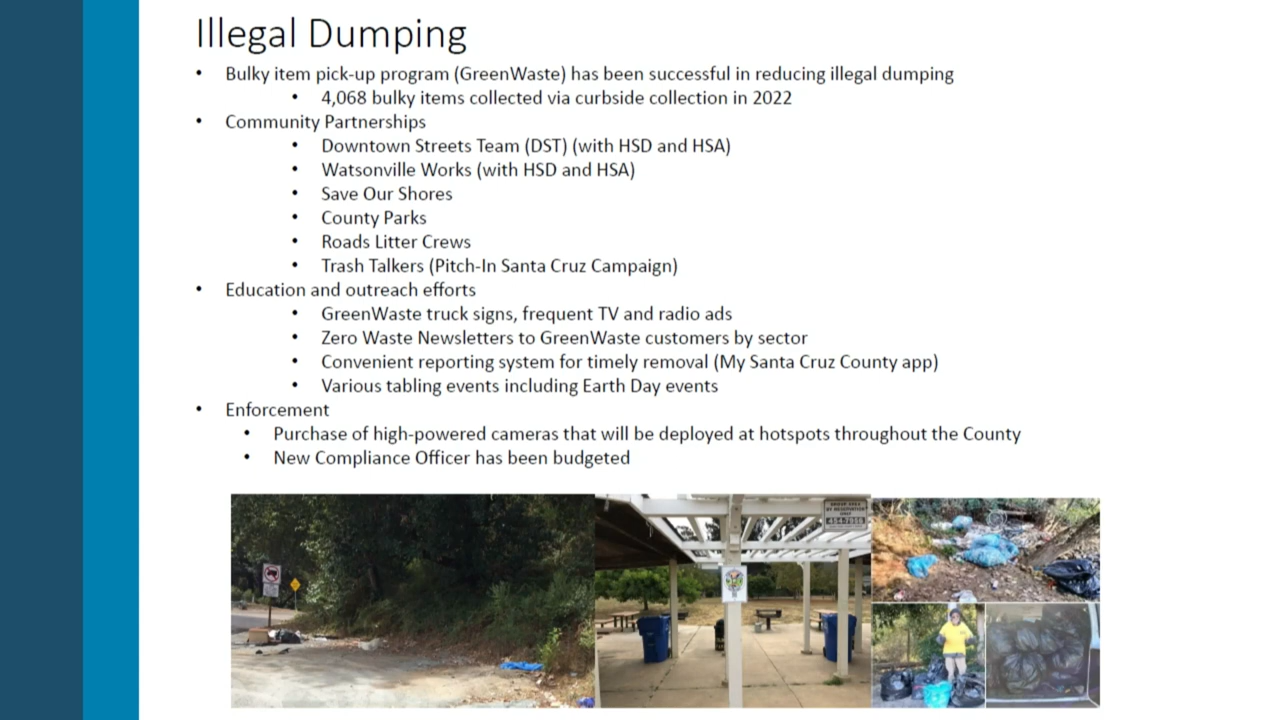 Illegal Dumping
• Bulky item pick-up program (GreenWaste) has been successful in reducing illegal dumping
• 4,068 bulky items collected via curbside collection in 2022
• Community Partnerships
• Downtown Streets Team (DST) (with HSD and HSA)
• Watsonville Works (with HSD and HSA)
• Save Our Shores
• County Parks
• Roads Litter Crews
• Trash Talkers (Pitch-In Santa Cruz Campaign)
• Education and outreach efforts
• GreenWaste truck signs, frequent TV and radio ads
• Zero Waste Newsletters to GreenWaste customers by sector
• Convenient reporting system for timely removal (My Santa Cruz County app)
• Various tabling events including Earth Day events
• Enforcement
• Purchase of high-powered cameras that will be deployed at hotspots throughout the County
• New Compliance Officer has been budgeted
BY RESERVATION
454-7956